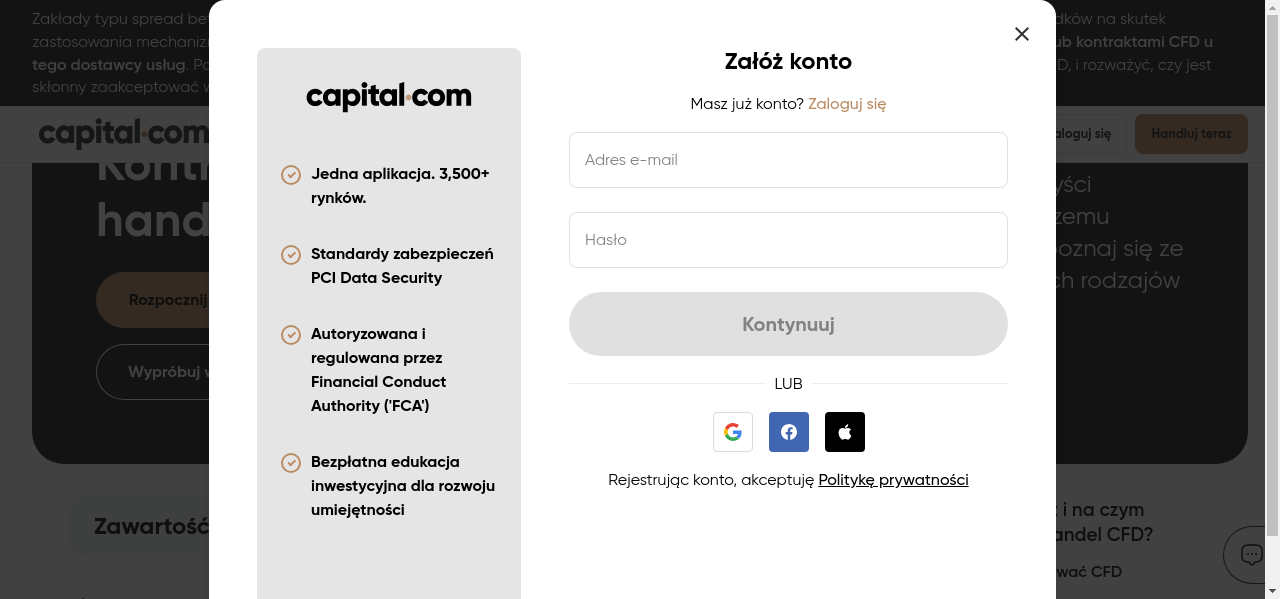 Zakłady typu spread be
dków na skutek
zastosowania mechanizm
ub kontraktami CFD u
tego dostawcy usług. Po
D, i rozważyć, czy jest
skłonny zaakceptować w
capital.com
aloguj się
Handluj teraz
Kontr
hand
yści
zemu
poznaj się ze
ch rodzajów
Rozpocznij
Wypróbuj w
Zawartość
t i na czym
andel CFD?
wać CFD
capital.com
Jedna aplikacja. 3,500+
rynków.
Standardy zabezpieczeń
PCI Data Security
Autoryzowana i
regulowana przez
Financial Conduct
Authority ('FCA')
Bezpłatna edukacja
inwestycyjna dla rozwoju
umiejętności
Załóż konto
Masz już konto? Zaloguj się
Adres e-mail
Hasło
Kontynuuj
LUB
Rejestrując konto, akceptuję Politykę prywatności